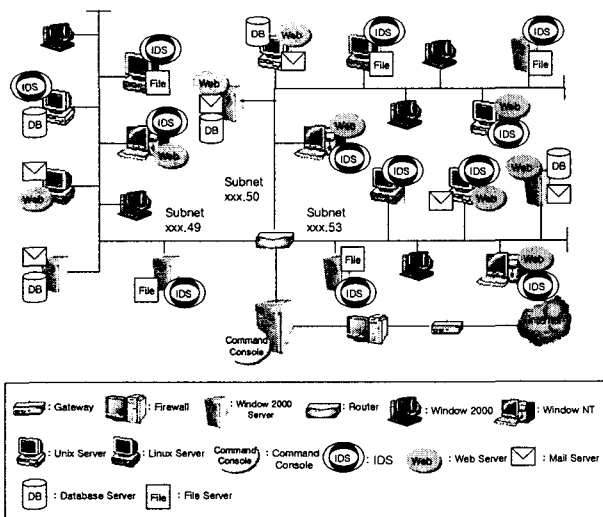 IDS
DB
Web
IDS
IDS
File
File
IDS
File
Web
DB
IDS
Web
IDS
Web
Web
IDS
IDS
Web
IDS
IDS
IDS
Web
DB
Web
Web
Subnet
xxx.50
Subnet
xxx.49
Subnet
xxx.53
File
DB
File
IDS
IDS
Web
IDS
Command
Console
: Gateway
: Firewall
: Window 2000
Server
: Router
: Window 2000
: Window NT
: Unix Server
: Linux Server
Command
Console
: Command
Console
IDS
: IDS
Web
: Web Server
: Mail Server
DB
: Database Server
File
: File Server